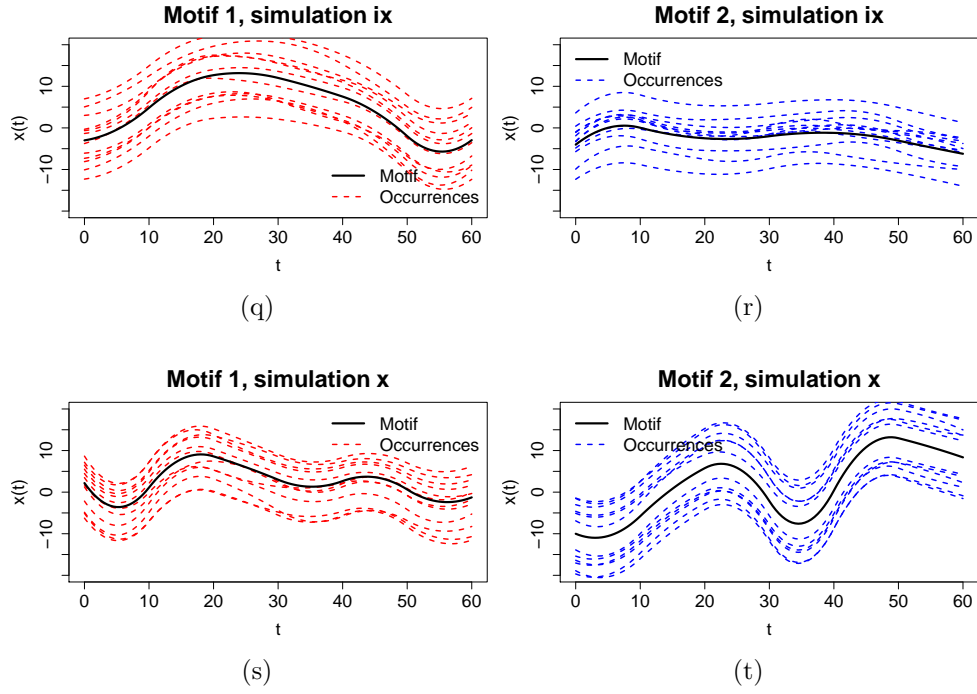 Motif 1, simulation ix
x(t)
10
0
−10
Motif
Occurrences
0 10 20 30 40 50 60
t
(q)
Motif 2, simulation ix
x(t)
10
0
−10
Motif
Occurrences
0 10 20 30 40 50 60
t
(r)
Motif 1, simulation x
x(t)
10
0
−10
Motif
Occurrences
0 10 20 30 40 50 60
t
(s)
Motif 2, simulation x
x(t)
10
0
−10
Motif
Occurrences
0 10 20 30 40 50 60
t
(t)